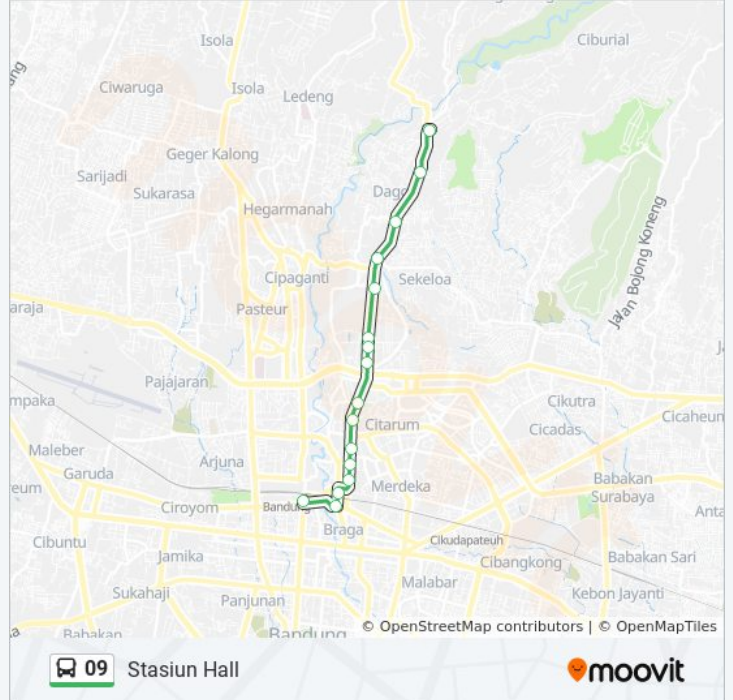 Isola
Ciburial
Ciwaruga
Isola
Ledeng
Geger Kalong
Sarijadi
Sukarasa
Dago
Hegarmanah
Jalan Bojong Koneng
Cipaganti
Sekeloa
araja
Pasteur
Pajajaran
mpaka
Cikutra
Cicaheum
Citarum
Cicadas
Maleber
Arjuna
Garuda
eum
Merdeka
Babakan
Surabaya
Ciroyom
Bandung
Anta
Braga
Cibuntu
Cikudapateuh
Jamika
Cibangkong
Babakan Sari
Malabar
Sukahaji
Panjunan
Kebon Jayanti
Babakan
Bandung
© OpenStreetMap contributors | © OpenMapTiles
09 Stasiun Hall
moovit